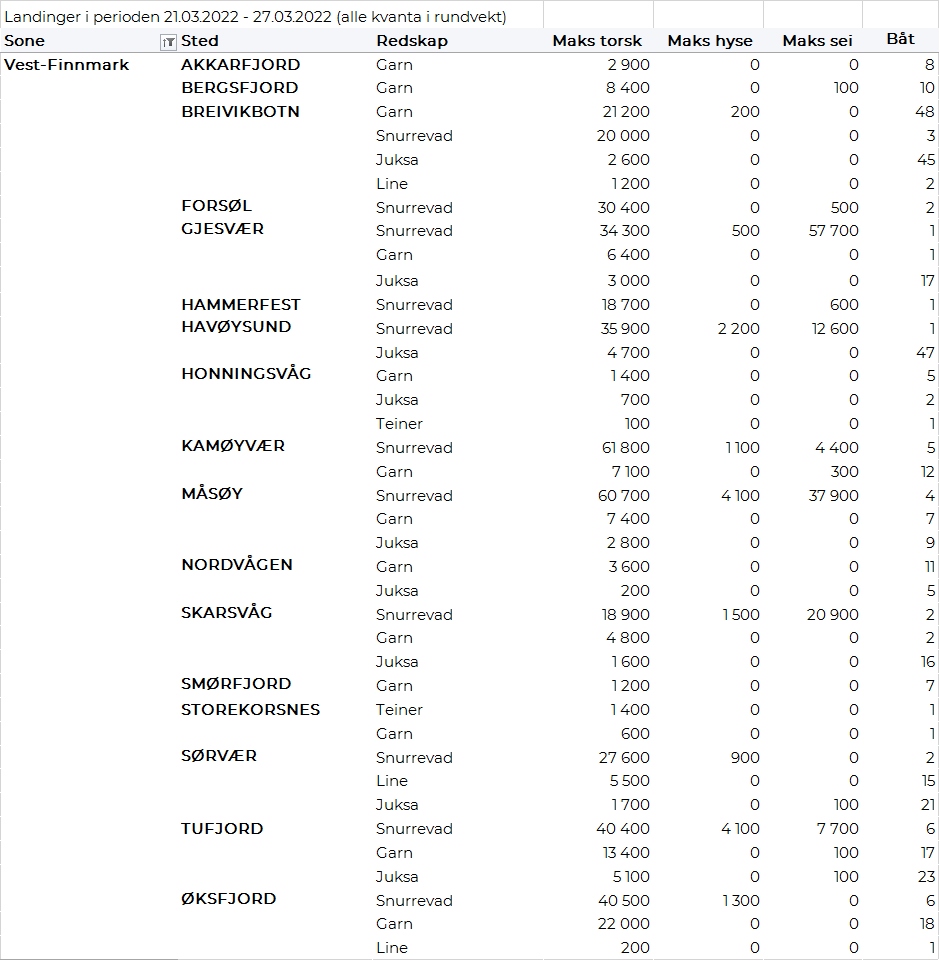 Landinger i perioden 21.03.2022 - 27.03.2022 (alle kvanta i rundvekt)
Sone Sted Redskap Maks torsk Maks hyse Maks sei Båt
Vest-Finnmark AKKARFJORD Garn 2 900 0 0 8
BERGSFJORD Garn 8 400 0 100 10
BREIVIKBOTN Garn 21 200 200 0 48
Snurrevad 20 000 0 0 3
Juksa 2 600 0 0 45
Line 1 200 0 0 2
FORSØL Snurrevad 30 400 0 500 2
GJESVÆR Snurrevad 34 300 500 57 700 1
Garn 6 400 0 0 1
Juksa 3 000 0 0 17
HAMMERFEST Snurrevad 18 700 0 600 1
HAVØYSUND Snurrevad 35 900 2 200 12 600 1
Juksa 4 700 0 0 47
HONNINGSVÅG Garn 1 400 0 0 5
Juksa 700 0 0 2
Teiner 100 0 0 1
KAMØYVÆR Snurrevad 61 800 1 100 4 400 5
Garn 7 100 0 300 12
MÅSØY Snurrevad 60 700 4 100 37 900 4
Garn 7 400 0 0 7
Juksa 2 800 0 0 9
NORDVÅGEN Garn 3 600 0 0 11
Juksa 200 0 0 5
SKARSVÅG Snurrevad 18 900 1 500 20 900 2
Garn 4 800 0 0 2
Juksa 1 600 0 0 16
SMØRFJORD Garn 1 200 0 0 7
STOREKORSNES Teiner 1 400 0 0 1
Garn 600 0 0 1
SØRVÆR Snurrevad 27 600 900 0 2
Line 5 500 0 0 15
Juksa 1 700 0 100 21
TUFJORD Snurrevad 40 400 4 100 7 700 6
Garn 13 400 0 100 17
Juksa 5 100 0 100 23
ØKSFJORD Snurrevad 40 500 1 300 0 6
Garn 22 000 0 0 18
Line 200 0 0 1